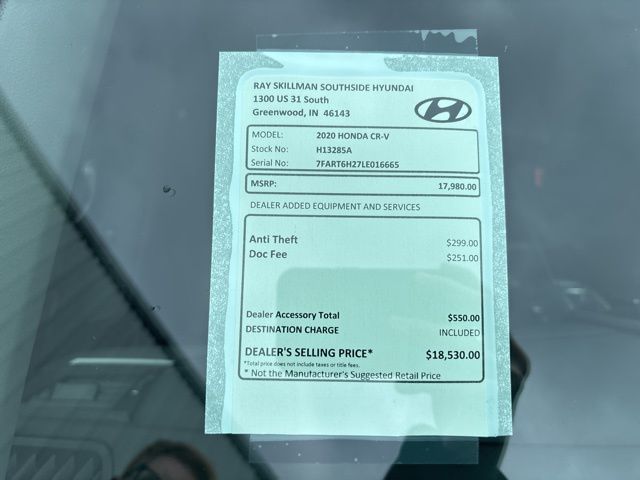 RAY SKILLMAN SOUTHSIDE HYUNDAI
1300 US 31 South
Greenwood, IN 46143
MODEL: 2020 HONDA CR-V
Stock No: H13285A
Serial No: 7FART6H27LE016665
MSRP: 17,980.00
DEALER ADDED EQUIPMENT AND SERVICES
Anti Theft $299.00
Doc Fee $251.00
Dealer Accessory Total $550.00
DESTINATION CHARGE INCLUDED
DEALER'S SELLING PRICE* $18,530.00
*Total price does not include taxes or title fees.
* Not the Manufacturer's Suggested Retail Price